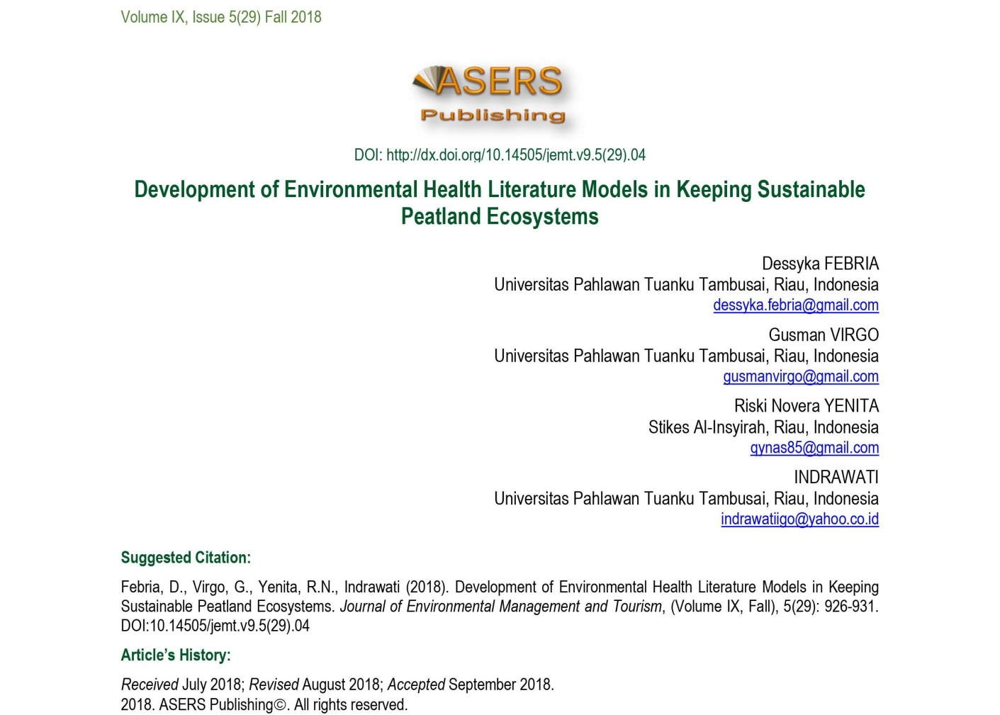 Volume IX, Issue 5(29) Fall 2018
ASERS
Publishing
DOI: http://dx.doi.org/10.14505/jemt.v9.5(29).04
Development of Environmental Health Literature Models in Keeping Sustainable
Peatland Ecosystems
Dessyka FEBRIA
Universitas Pahlawan Tuanku Tambusai, Riau, Indonesia
dessyka.febria@gmail.com
Gusman VIRGO
Universitas Pahlawan Tuanku Tambusai, Riau, Indonesia
gusmanvirgo@gmail.com
Riski Novera YENITA
Stikes Al-Insyirah, Riau, Indonesia
qynas85@gmail.com
INDRAWATI
Universitas Pahlawan Tuanku Tambusai, Riau, Indonesia
indrawatiigo@yahoo.co.id
Suggested Citation:
Febria, D., Virgo, G., Yenita, R.N., Indrawati (2018). Development of Environmental Health Literature Models in Keeping
Sustainable Peatland Ecosystems. Journal of Environmental Management and Tourism, (Volume IX, Fall), 5(29): 926-931.
DOI:10.14505/jemt.v9.5(29).04
Article’s History:
Received July 2018; Revised August 2018; Accepted September 2018.
2018. ASERS Publishing©. All rights reserved.